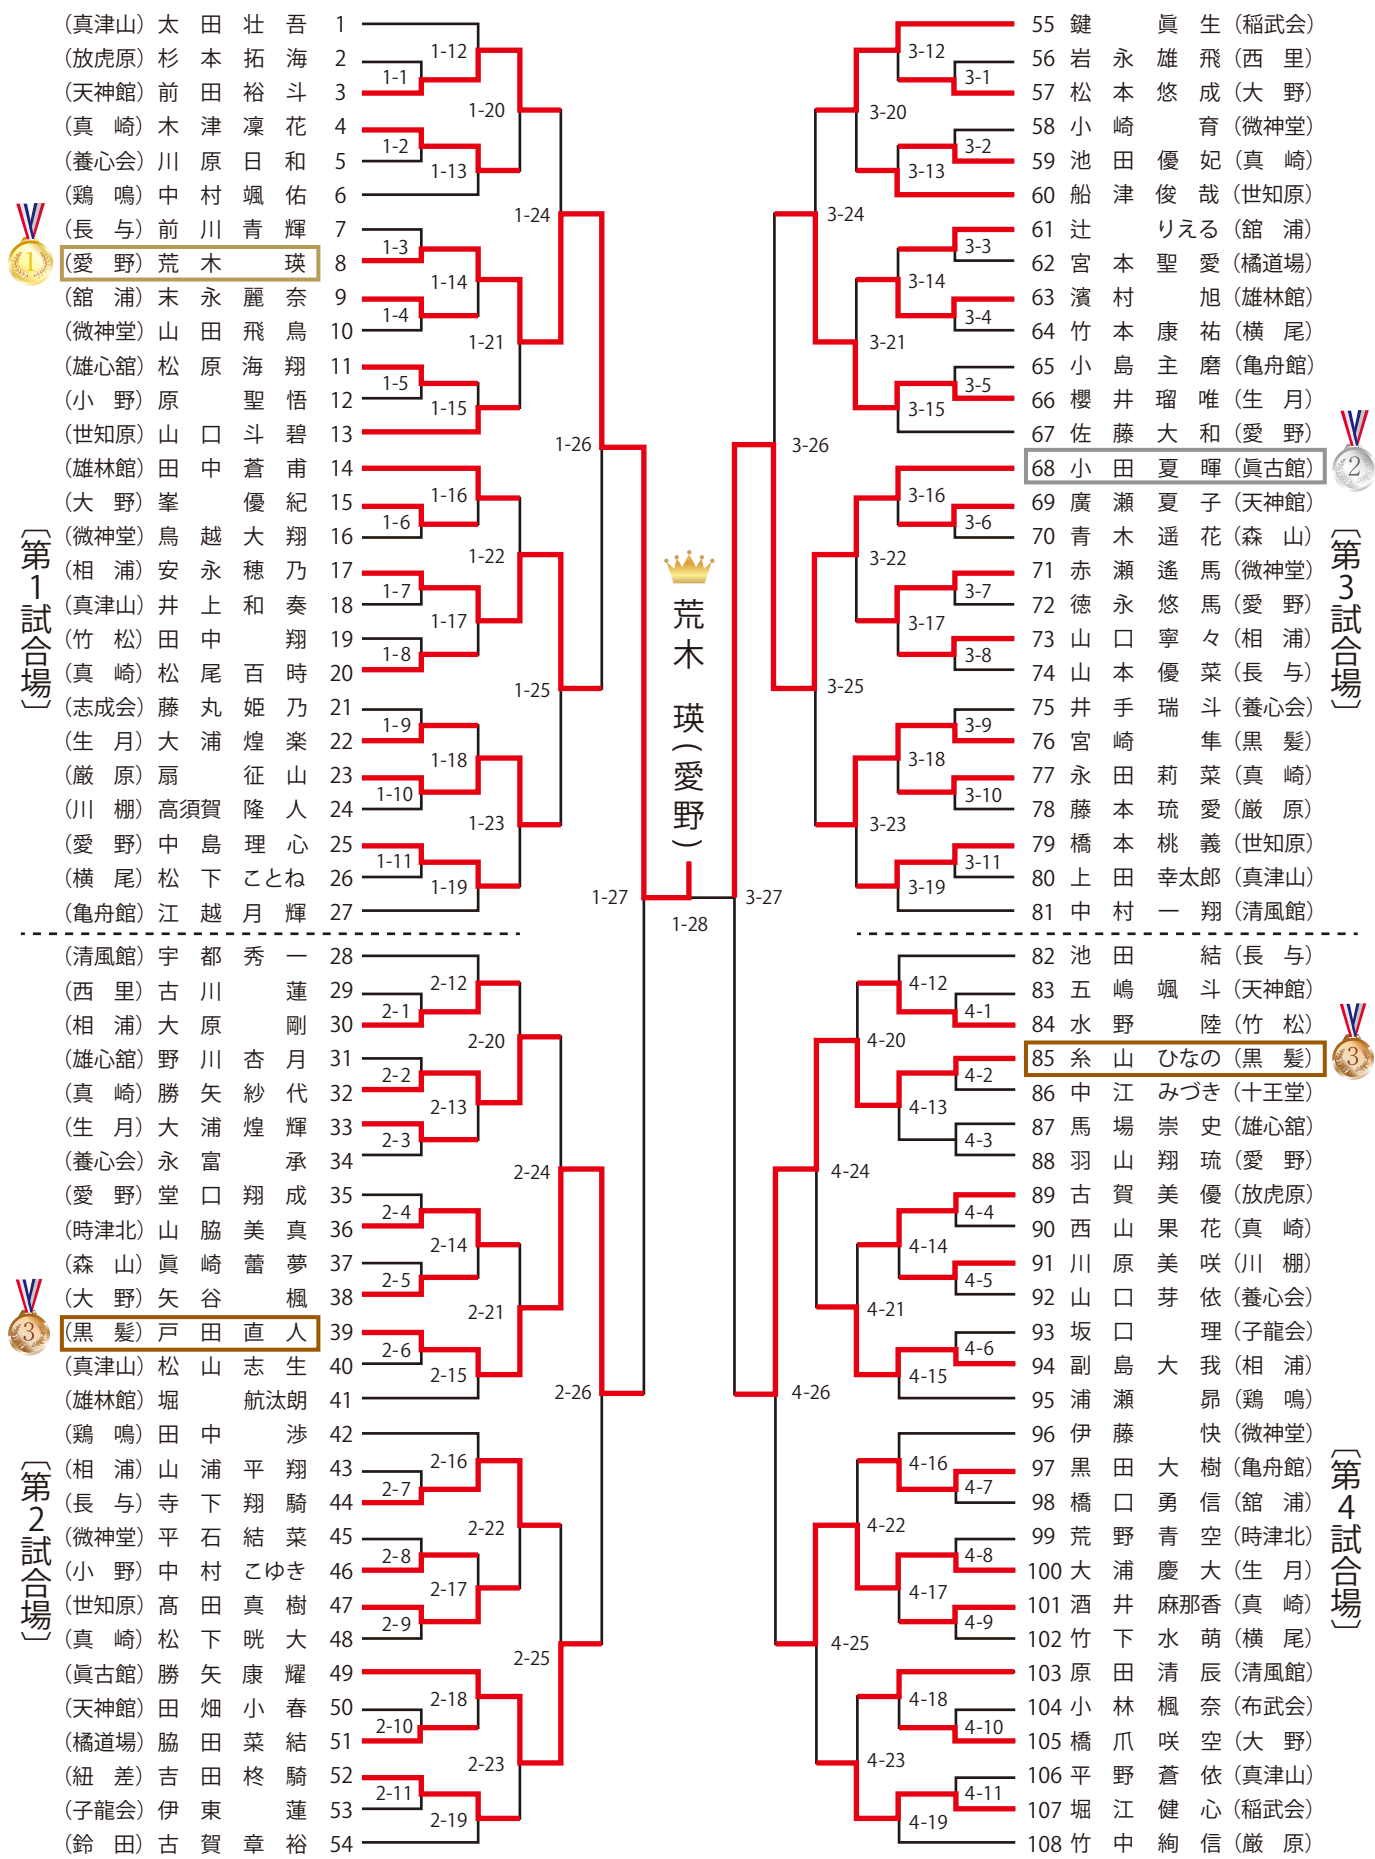 (真津山) 太田壮吾 1
(放虎原) 杉本拓海 2
(天神館) 前田裕斗 3
(真崎) 木津凜花 4
(養心会) 川原日和 5
(鶏鳴) 中村颯佑 6
(長与) 前川青輝 7
(愛野) 荒木瑛 8
(舘浦) 末永麗奈 9
(微神堂) 山田飛鳥 10
(雄心舘) 松原海翔 11
(小野) 原聖悟 12
(世知原) 山口斗碧 13
(雄林館) 田中蒼甫 14
(大野) 峯優紀 15
(微神堂) 鳥越大翔 16
(相浦) 安永穂乃 17
(真津山) 井上和奏 18
(竹松) 田中翔 19
(真崎) 松尾百時 20
(志成会) 藤丸姫乃 21
(生月) 大浦煌楽 22
(厳原) 扇征山 23
(川棚) 高須賀隆人 24
(愛野) 中島理心 25
(横尾) 松下ことね 26
(亀舟館) 江越月輝 27
1
〔第1試合場〕
1-1
1-2
1-3
1-4
1-5
1-6
1-7
1-8
1-9
1-10
1-11
1-12
1-13
1-14
1-15
1-16
1-17
1-18
1-19
1-20
1-21
1-22
1-23
1-24
1-25
1-26
1-27
1-28
荒木 瑛(愛野)
(清風館) 宇都秀一 28
(西里) 古川蓮 29
(相浦) 大原剛 30
(雄心舘) 野川杏月 31
(真崎) 勝矢紗代 32
(生月) 大浦煌輝 33
(養心会) 永富承 34
(愛野) 堂口翔成 35
(時津北) 山脇美真 36
(森山) 眞崎蕾夢 37
(大野) 矢谷楓 38
(黒髪) 戸田直人 39
(真津山) 松山志生 40
(雄林館) 堀航汰朗 41
(鶏鳴) 田中渉 42
(相浦) 山浦平翔 43
(長与) 寺下翔騎 44
(微神堂) 平石結菜 45
(小野) 中村こゆき 46
(世知原) 髙田真樹 47
(真崎) 松下晄大 48
(眞古館) 勝矢康耀 49
(天神館) 田畑小春 50
(橘道場) 脇田菜結 51
(紐差) 吉田柊騎 52
(子龍会) 伊東蓮 53
(鈴田) 古賀章裕 54
3
〔第2試合場〕
2-1
2-2
2-3
2-4
2-5
2-6
2-7
2-8
2-9
2-10
2-11
2-12
2-13
2-14
2-15
2-16
2-17
2-18
2-19
2-20
2-21
2-22
2-23
2-24
2-25
2-26
55 鍵眞生 (稲武会)
56 岩永雄飛 (西里)
57 松本悠成 (大野)
58 小崎育 (微神堂)
59 池田優妃 (真崎)
60 船津俊哉 (世知原)
61 辻りえる (舘浦)
62 宮本聖愛 (橘道場)
63 濱村旭 (雄林館)
64 竹本康祐 (横尾)
65 小島主磨 (亀舟館)
66 櫻井瑠唯 (生月)
67 佐藤大和 (愛野)
68 小田夏暉 (眞古館)
69 廣瀬夏子 (天神館)
70 青木遥花 (森山)
71 赤瀬遙馬 (微神堂)
72 徳永悠馬 (愛野)
73 山口寧々 (相浦)
74 山本優菜 (長与)
75 井手瑞斗 (養心会)
76 宮崎隼 (黒髪)
77 永田莉菜 (真崎)
78 藤本琉愛 (厳原)
79 橋本桃義 (世知原)
80 上田幸太郎 (真津山)
81 中村一翔 (清風館)
2
〔第3試合場〕
3-1
3-2
3-3
3-4
3-5
3-6
3-7
3-8
3-9
3-10
3-11
3-12
3-13
3-14
3-15
3-16
3-17
3-18
3-19
3-20
3-21
3-22
3-23
3-24
3-25
3-26
3-27
82 池田結 (長与)
83 五嶋颯斗 (天神館)
84 水野陸 (竹松)
85 糸山ひなの (黒髪)
86 中江みづき (十王堂)
87 馬場崇史 (雄心舘)
88 羽山翔琉 (愛野)
89 古賀美優 (放虎原)
90 西山果花 (真崎)
91 川原美咲 (川棚)
92 山口芽依 (養心会)
93 坂口理 (子龍会)
94 副島大我 (相浦)
95 浦瀬昴 (鶏鳴)
96 伊藤快 (微神堂)
97 黒田大樹 (亀舟館)
98 橋口勇信 (舘浦)
99 荒野青空 (時津北)
100 大浦慶大 (生月)
101 酒井麻那香 (真崎)
102 竹下水萌 (横尾)
103 原田清辰 (清風館)
104 小林楓奈 (布武会)
105 橋爪咲空 (大野)
106 平野蒼依 (真津山)
107 堀江健心 (稲武会)
108 竹中絢信 (厳原)
3
〔第4試合場〕
4-1
4-2
4-3
4-4
4-5
4-6
4-7
4-8
4-9
4-10
4-11
4-12
4-13
4-14
4-15
4-16
4-17
4-18
4-19
4-20
4-21
4-22
4-23
4-24
4-25
4-26